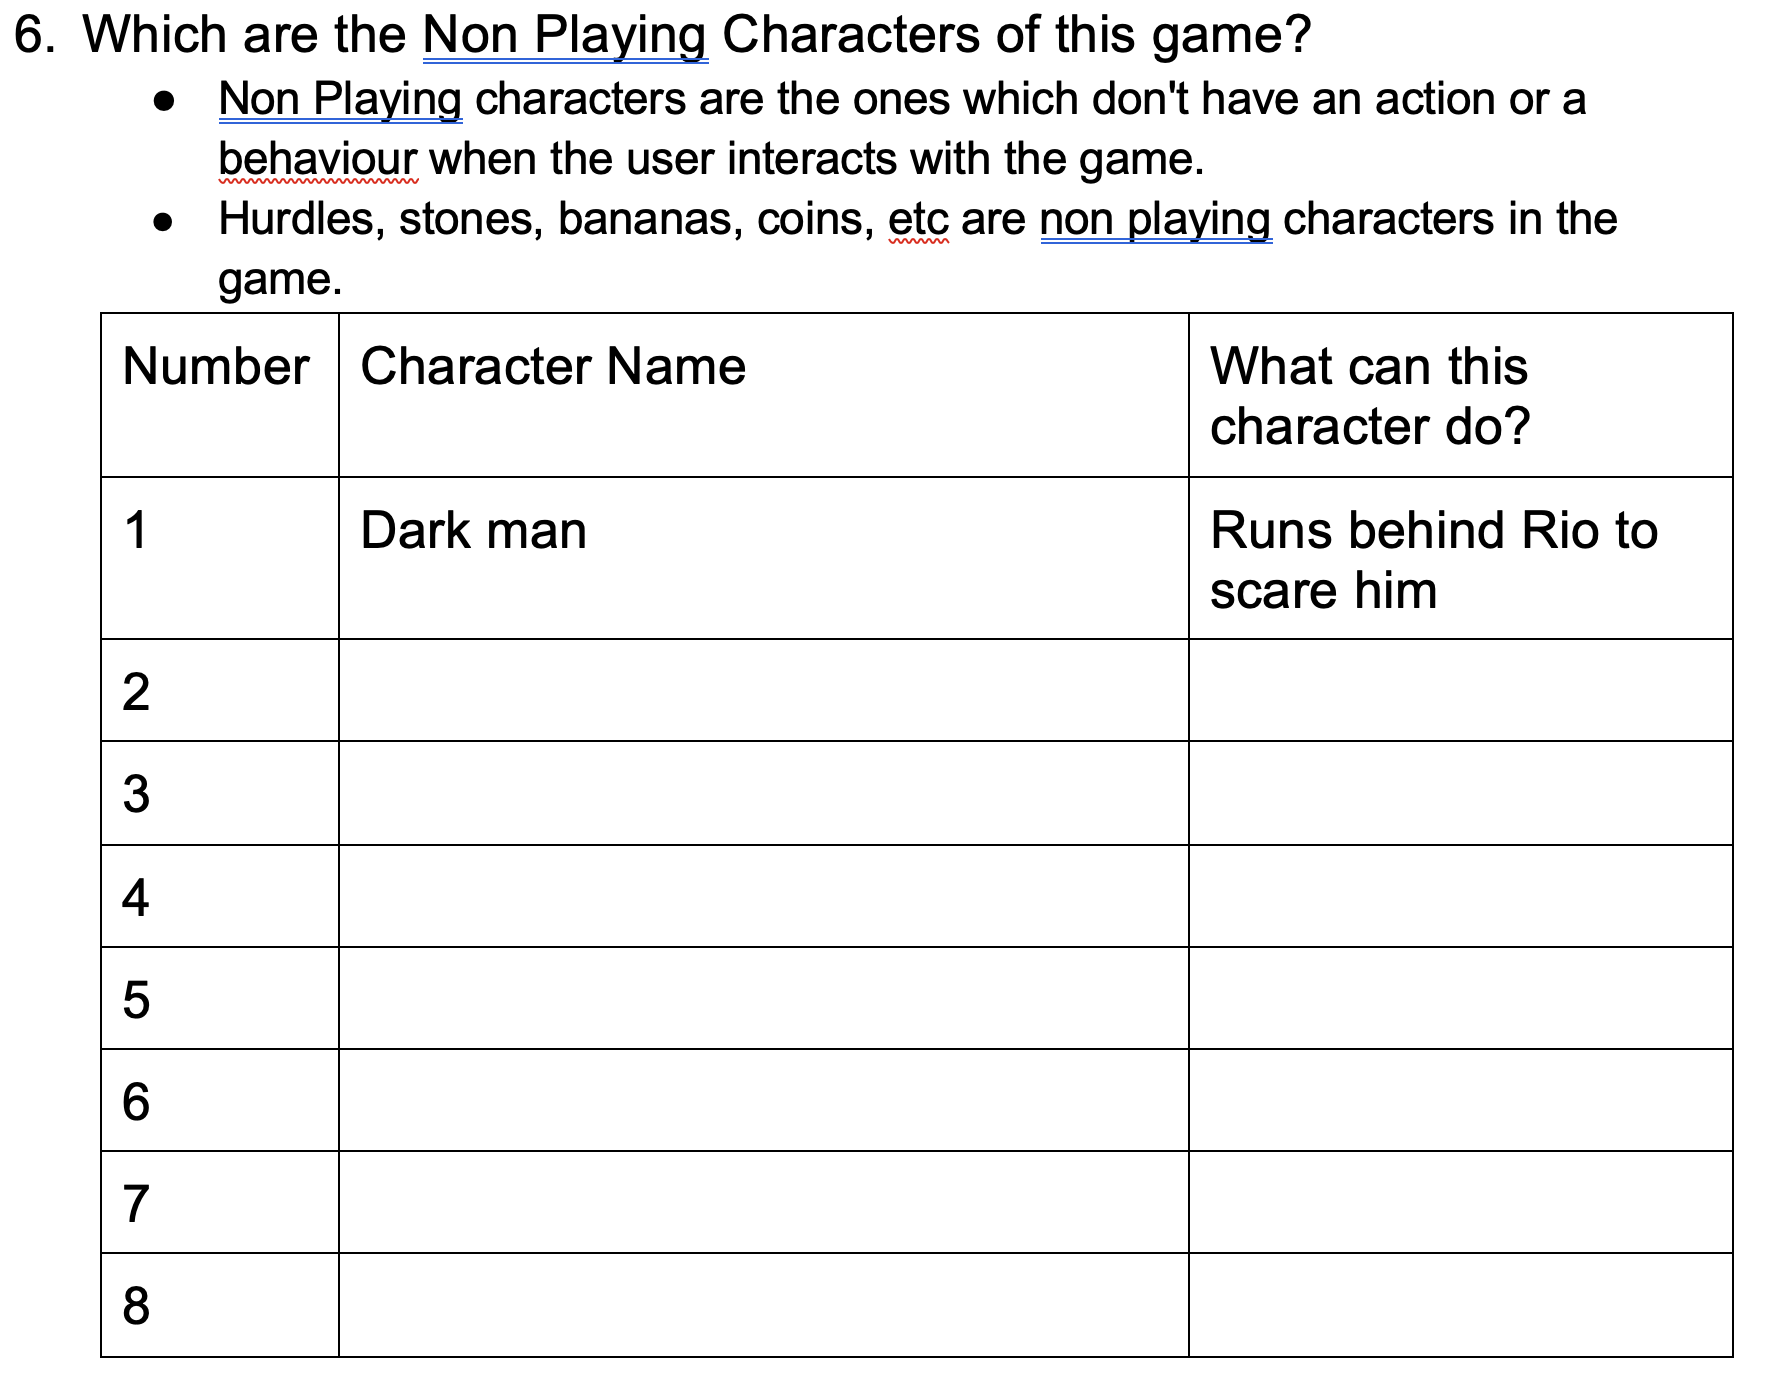 6. Which are the Non Playing Characters of this game?
● Non Playing characters are the ones which don't have an action or a
behaviour when the user interacts with the game.
● Hurdles, stones, bananas, coins, etc are non playing characters in the
game.
Number Character Name What can this
character do?
1 Dark man Runs behind Rio to
scare him
2
3
4
5
6
7
8